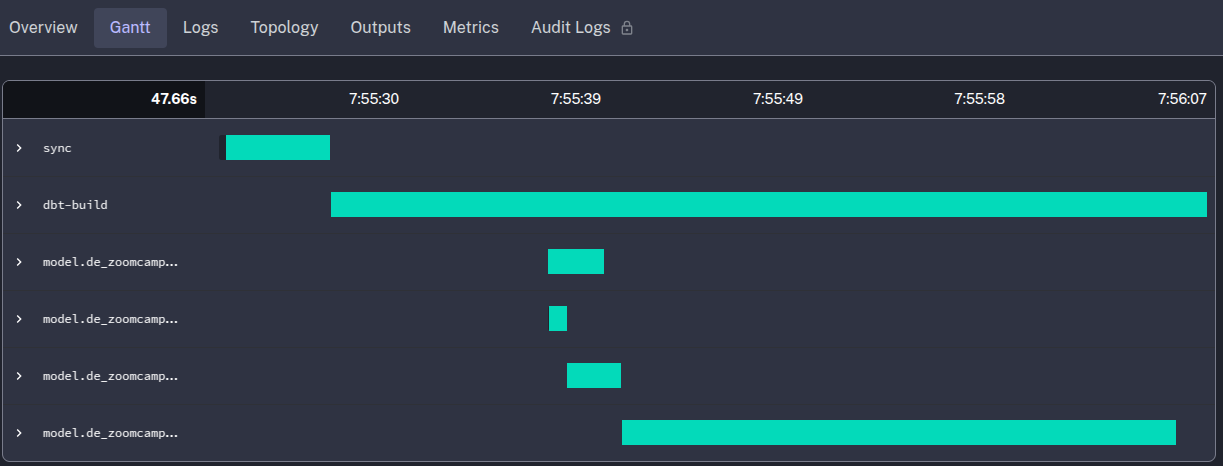 Overview Gantt Logs Topology Outputs Metrics Audit Logs
47.66s 7:55:30 7:55:39 7:55:49 7:55:58 7:56:07
sync
dbt-build
model.de_zoomcamp...
model.de_zoomcamp...
model.de_zoomcamp...
model.de_zoomcamp...